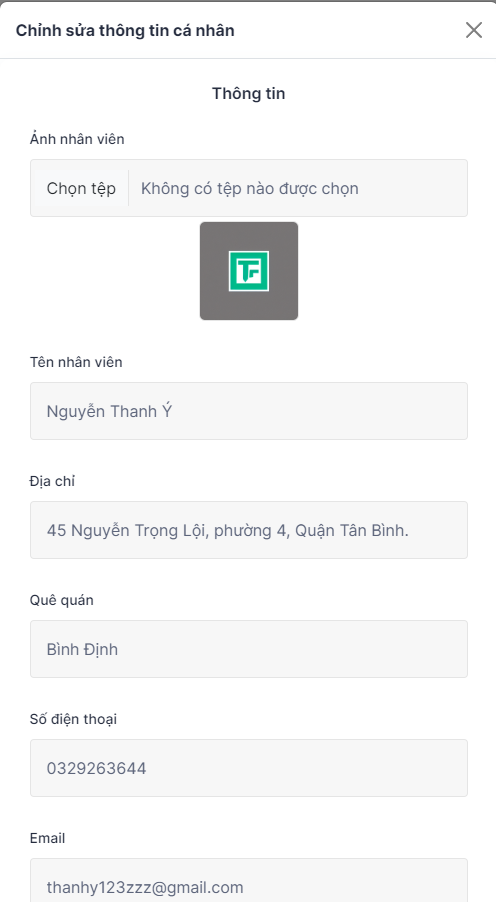 Chỉnh sửa thông tin cá nhân
Thông tin
Ảnh nhân viên
Chọn tệp Không có tệp nào được chọn
TF
Tên nhân viên
Nguyễn Thanh Ý
Địa chỉ
45 Nguyễn Trọng Lội, phường 4, Quận Tân Bình.
Quê quán
Bình Định
Số điện thoại
0329263644
Email
thanhy123zzz@gmail.com